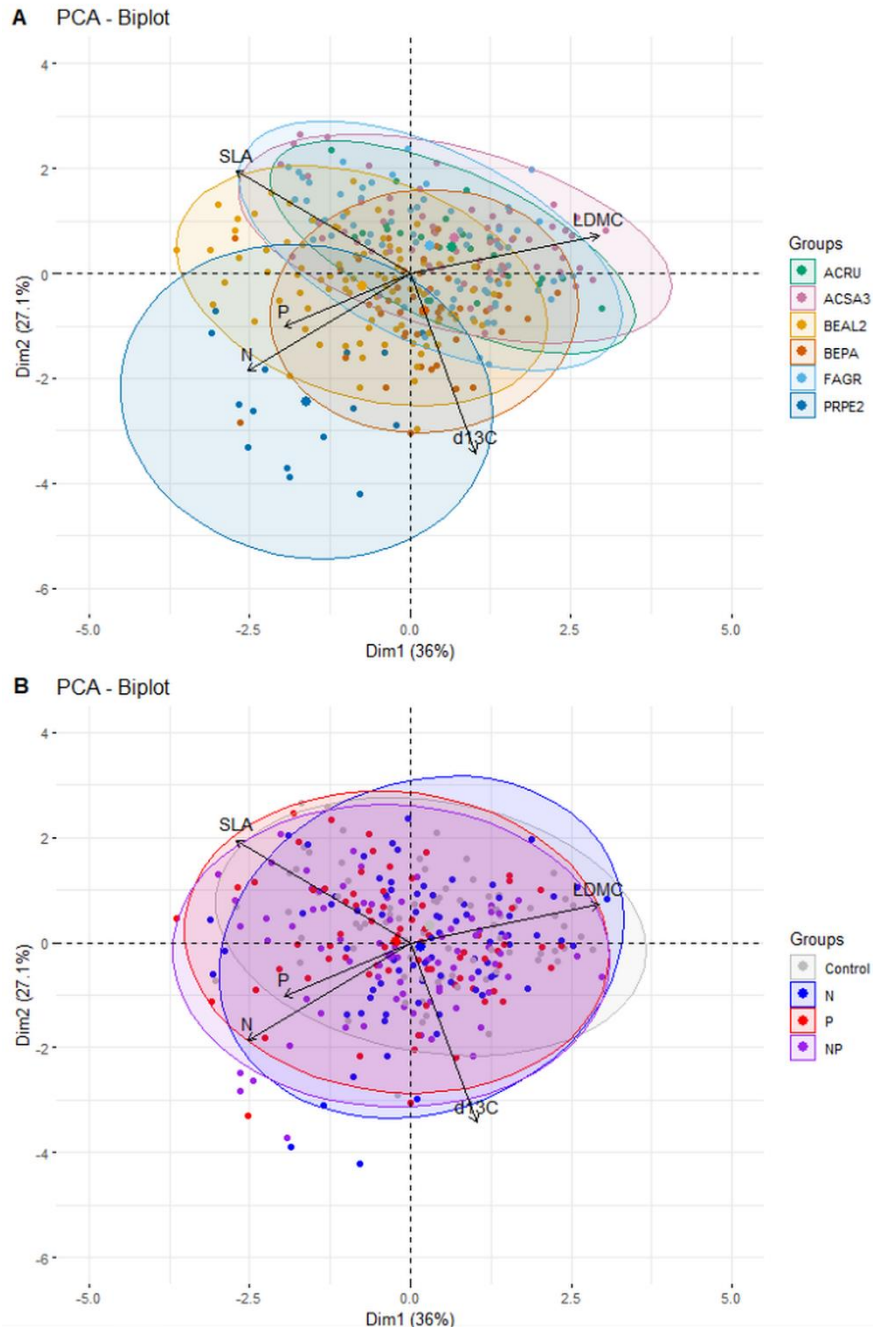 A PCA - Biplot
4
2
0
-2
-4
-6
Dim2 (27.1%)
SLA
LDMC
P
N
d13C
-5.0 -2.5 0.0 2.5 5.0
Dim1 (36%)
Groups
ACRU
ACSA3
BEAL2
BEPA
FAGR
PRPE2
B PCA - Biplot
4
2
0
-2
-4
-6
Dim2 (27.1%)
SLA
LDMC
P
N
d13C
-5.0 -2.5 0.0 2.5 5.0
Dim1 (36%)
Groups
Control
N
P
NP